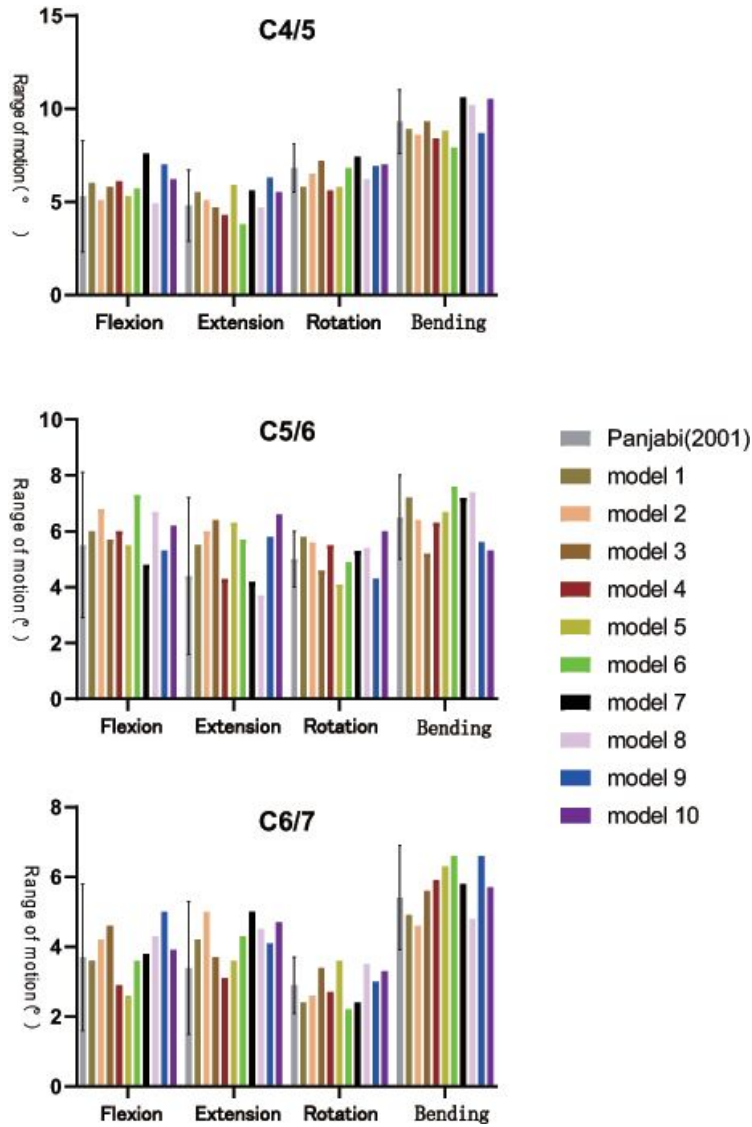 C4/5
Range of motion(°)
15
10
5
0
Flexion Extension Rotation Bending
C5/6
Range of motion(°)
10
8
6
4
2
0
Flexion Extension Rotation Bending
Panjabi(2001)
model 1
model 2
model 3
model 4
model 5
model 6
model 7
model 8
model 9
model 10
C6/7
Range of motion(°)
8
6
4
2
0
Flexion Extension Rotation Bending